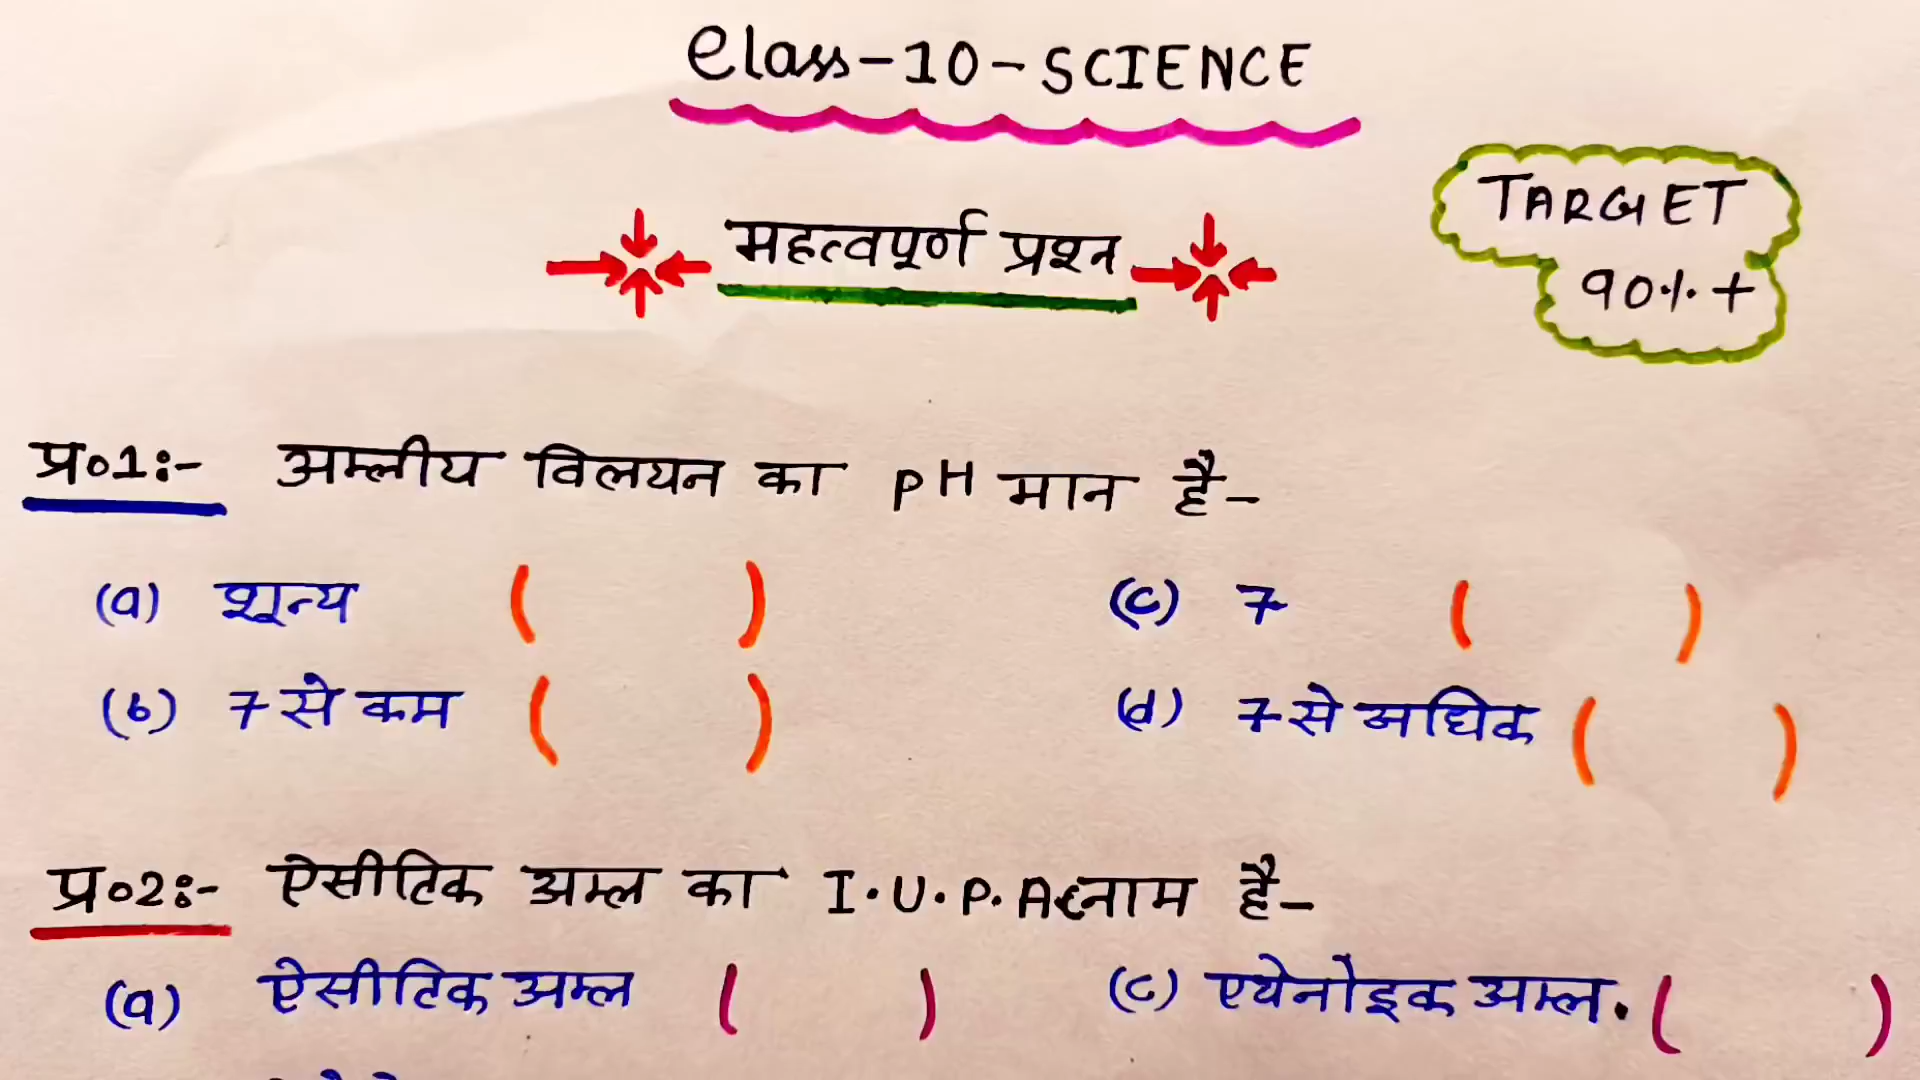 Class-10-SCIENCE
TARGET
90%+
महत्वपूर्ण प्रश्न
प्र०1:- अम्लीय विलयन का pH मान है-
(a) शून्य ( ) (c) 7 ( )
(b) 7 से कम ( ) (d) 7 से अधिक ( )
प्र०2:- ऐसीटिक अम्ल का I.U.P.AC नाम है-
(a) ऐसीटिक अम्ल ( ) (c) एथेनोइक अम्ल. ( )